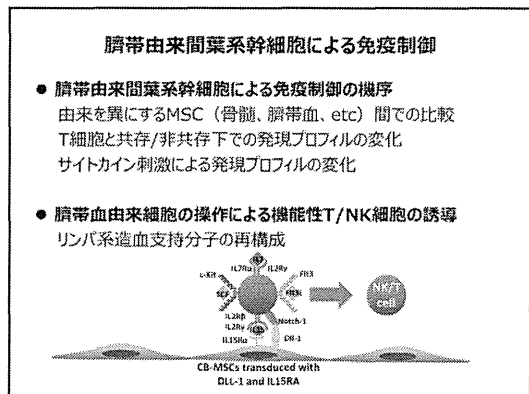 臍帯由来間葉系幹細胞による免疫制御
● 臍帯由来間葉系幹細胞による免疫制御の機序
由来を異にするMSC（骨髄、臍帯血、etc）間での比較
T細胞と共存/非共存下での発現プロフィルの変化
サイトカイン刺激による発現プロフィルの変化
● 臍帯血由来細胞の操作による機能性T/NK細胞の誘導
リンパ系造血支持分子の再構成
IL7
c-Kit
IL7Rα
IL2Rγ
Flt3
SCF
Flt3L
NK/T
cell
IL2Rβ
IL2Rγ
Notch-1
IL15
IL15Rα
Dll-1
CB-MSCs transduced with
DLL-1 and IL15RA